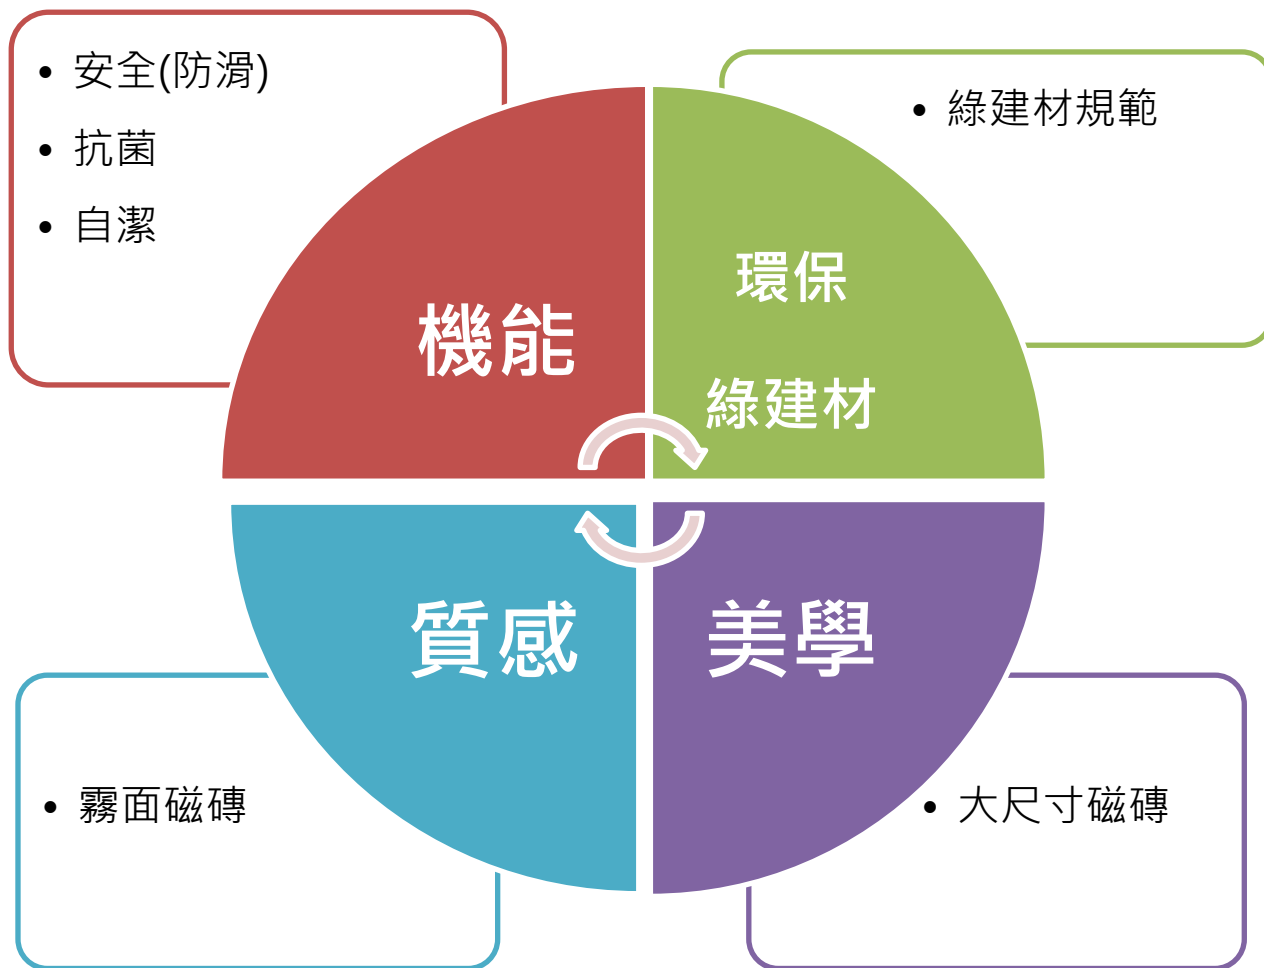 安全(防滑)
抗菌
自潔
機能
綠建材規範
環保
綠建材
質感
霧面磁磚
美學
大尺寸磁磚